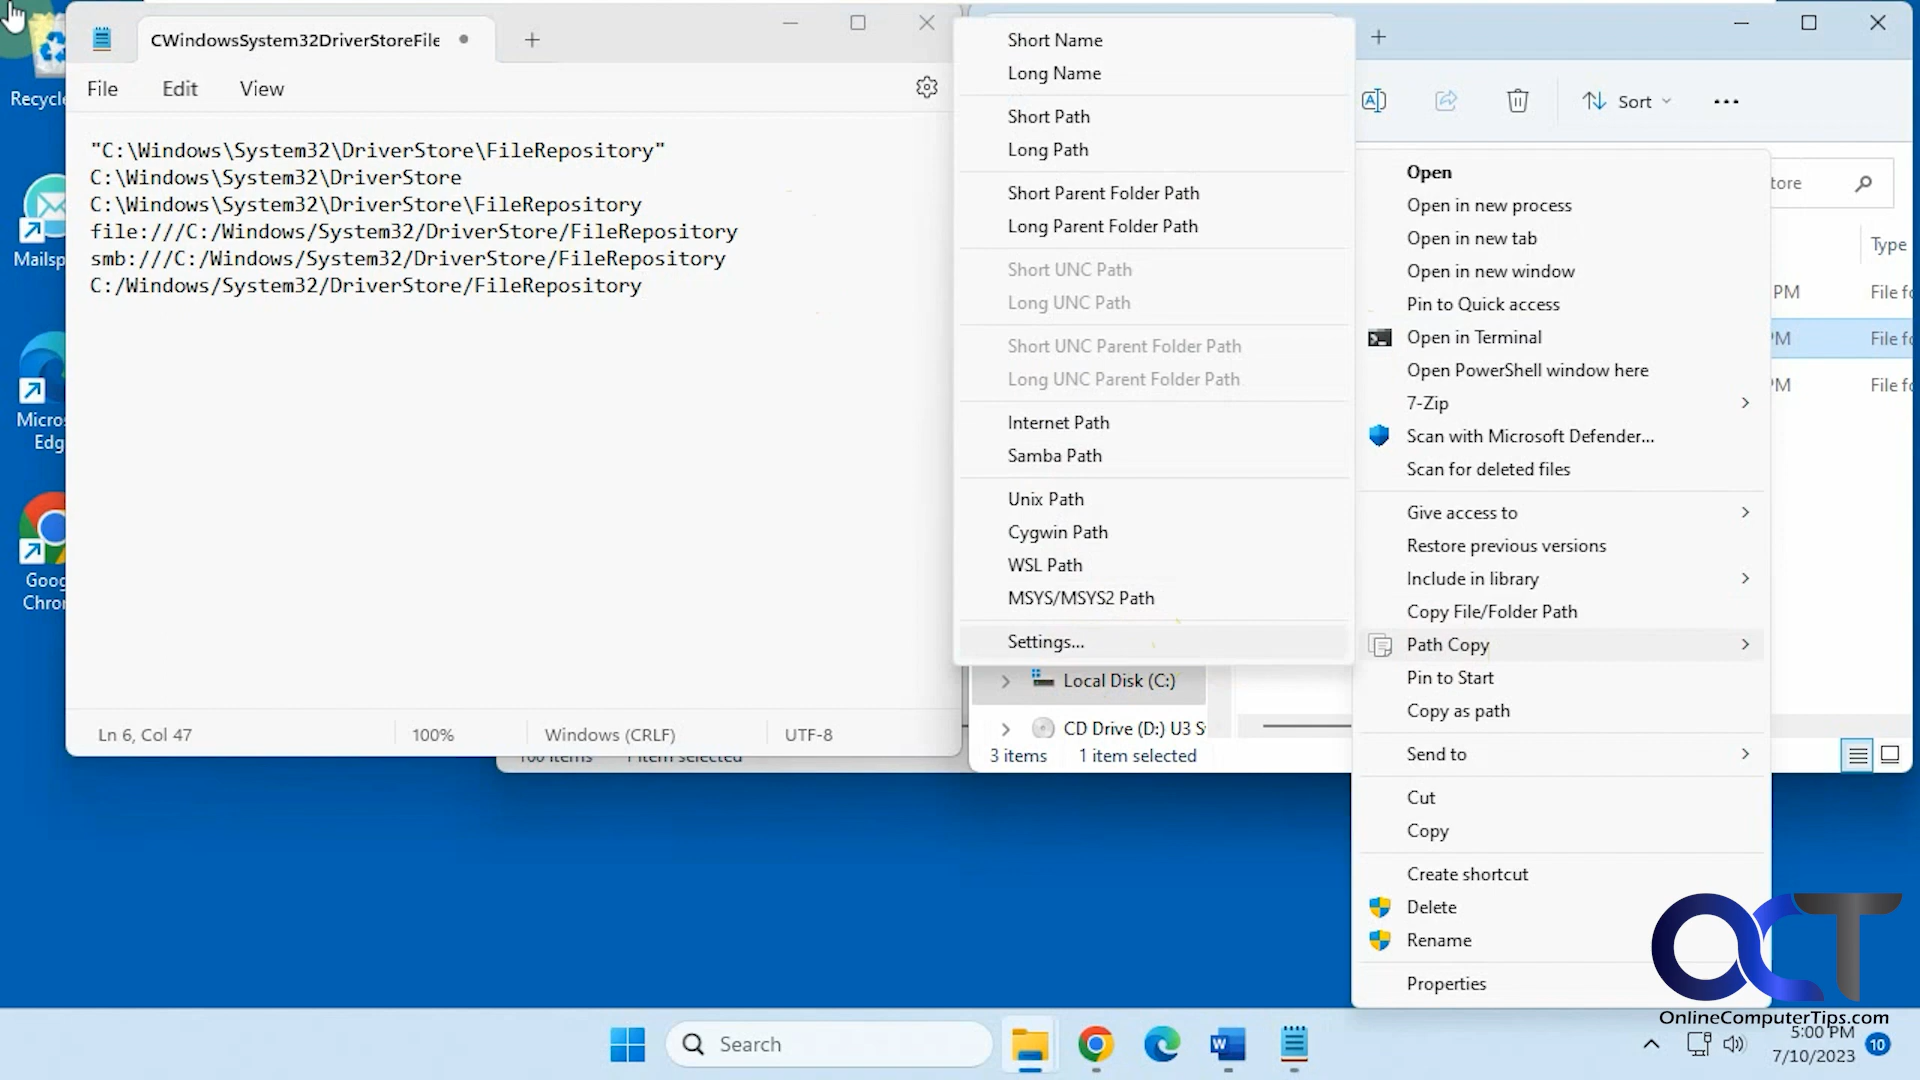 CWindowsSystem32DriverStoreFile
File
Edit
View
"C:\Windows\System32\DriverStore\FileRepository"
C:\Windows\System32\DriverStore
C:\Windows\System32\DriverStore\FileRepository
file:///C:/Windows/System32/DriverStore/FileRepository
smb:///C:/Windows/System32/DriverStore/FileRepository
C:/Windows/System32/DriverStore/FileRepository
Ln 6, Col 47
100%
Windows (CRLF)
UTF-8
Recycle
Mailsp
Micros
Edg
Goog
Chron
Short Name
Long Name
Short Path
Long Path
Short Parent Folder Path
Long Parent Folder Path
Short UNC Path
Long UNC Path
Short UNC Parent Folder Path
Long UNC Parent Folder Path
Internet Path
Samba Path
Unix Path
Cygwin Path
WSL Path
MSYS/MSYS2 Path
Settings...
Local Disk (C:)
CD Drive (D:) U3 S
3 items
1 item selected
Sort
tore
Type
PM
File fo
PM
File fo
PM
File fo
Open
Open in new process
Open in new tab
Open in new window
Pin to Quick access
Open in Terminal
Open PowerShell window here
7-Zip
Scan with Microsoft Defender...
Scan for deleted files
Give access to
Restore previous versions
Include in library
Copy File/Folder Path
Path Copy
Pin to Start
Copy as path
Send to
Cut
Copy
Create shortcut
Delete
Rename
Properties
OCT
OnlineComputerTips.com
Search
5:00 PM
7/10/2023
10